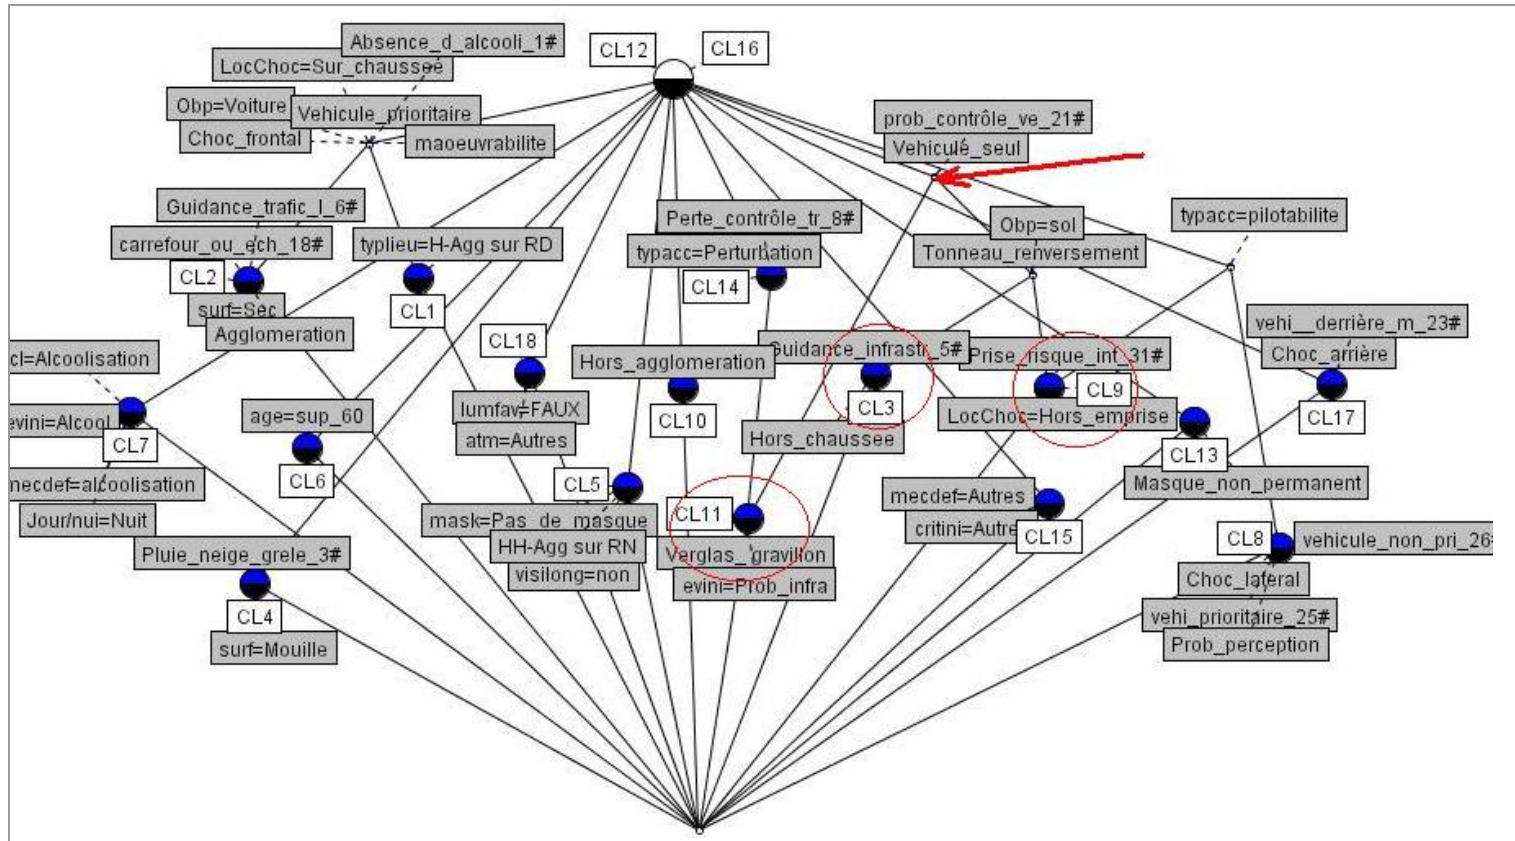 Absence_d_alcooli_1#
CL12
CL16
LocChoc=Sur_chaussee
Obp=Voiture
Vehicule_prioritaire
prob_contrôle_ve_21#
Choc_frontal
maoeuvrabilite
Vehicule_seul
Guidance_trafic_l_6#
Perte_contrôle_tr_8#
typacc=pilotabilite
Obp=sol
carrefour_ou_ech_18#
typlieu=H-Agg sur RD
typacc=Perturbation
Tonneau_renversement
CL2
CL14
surf=Sec
CL1
vehi__derrière_m_23#
Agglomeration
CL18
Guidance_infrastr_5#
Prise_risque_int_31#
Choc_arrière
cl=Alcoolisation
Hors_agglomeration
CL9
lumfav=FAUX
CL3
age=sup_60
CL10
LocChoc=Hors_emprise
CL17
evini=Alcool
CL7
atm=Autres
Hors_chaussee
CL13
CL6
CL5
necdef=alcoolisation
mecdef=Autres
Masque_non_permanent
CL11
Jour/nui=Nuit
mask=Pas_de_masque
critini=Autre
CL15
HH-Agg sur RN
CL8
vehicule_non_pri_26
Pluie_neige_grele_3#
Verglas_gravillon
visilong=non
Choc_lateral
evini=Prob_infra
CL4
vehi_prioritaire_25#
surf=Mouille
Prob_perception